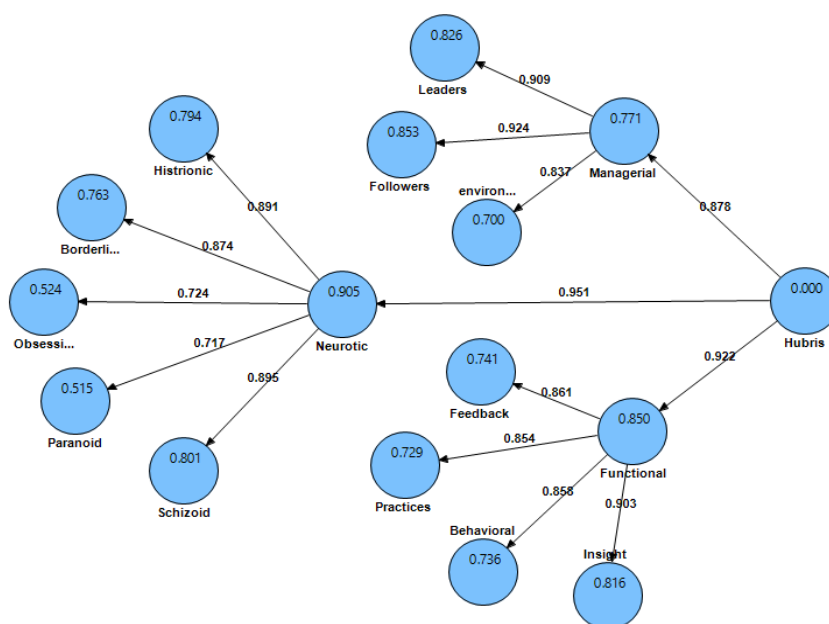 0.826
Leaders
0.909
0.794
Histrionic
0.853
Followers
0.924
0.771
Managerial
environ...
0.700
0.837
0.763
Borderli...
0.891
0.878
0.874
0.524
Obsessi...
0.724
0.905
Neurotic
0.951
0.000
Hubris
0.717
0.515
Paranoid
0.895
0.741
Feedback
0.861
0.922
0.850
Functional
0.801
Schizoid
0.729
Practices
0.854
0.858
0.903
Behavioral
0.736
Insight
0.816